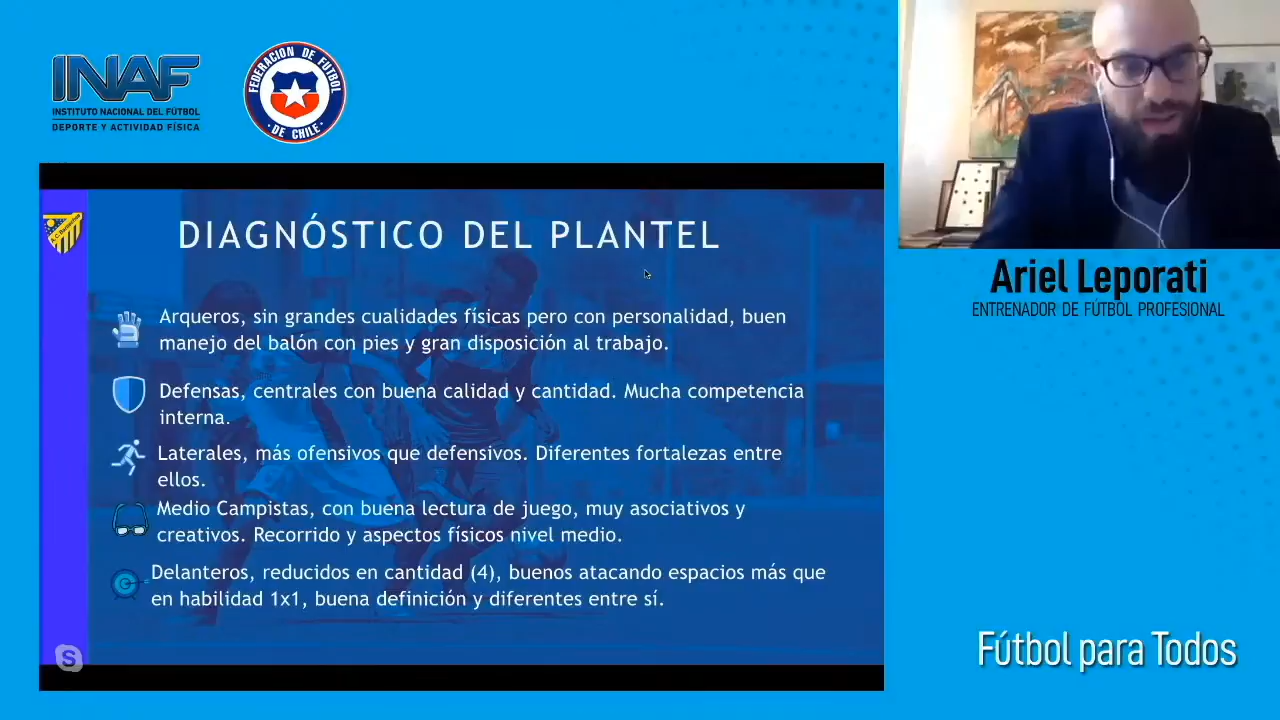 INAF
INSTITUTO NACIONAL DEL FÚTBOL
DEPORTE Y ACTIVIDAD FÍSICA
FEDERACION DE FUTBOL
DE CHILE
DIAGNÓSTICO DEL PLANTEL
Arqueros, sin grandes cualidades físicas pero con personalidad, buen
manejo del balón con pies y gran disposición al trabajo.
Defensas, centrales con buena calidad y cantidad. Mucha competencia
interna.
Laterales, más ofensivos que defensivos. Diferentes fortalezas entre
ellos.
Medio Campistas, con buena lectura de juego, muy asociativos y
creativos. Recorrido y aspectos físicos nivel medio.
Delanteros, reducidos en cantidad (4), buenos atacando espacios más que
en habilidad 1x1, buena definición y diferentes entre sí.
S
Ariel Leporati
ENTRENADOR DE FÚTBOL PROFESIONAL
Fútbol para Todos